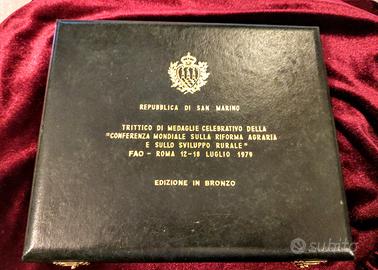 REPUBBLICA DI SAN MARINO
TRITTICO DI MEDAGLIE CELEBRATIVO DELLA
"CONFERENZA MONDIALE SULLA RIFORMA AGRARIA
E SULLO SVILUPPO RURALE"
FAO - ROMA 12-18 LUGLIO 1979
EDIZIONE IN BRONZO
subito